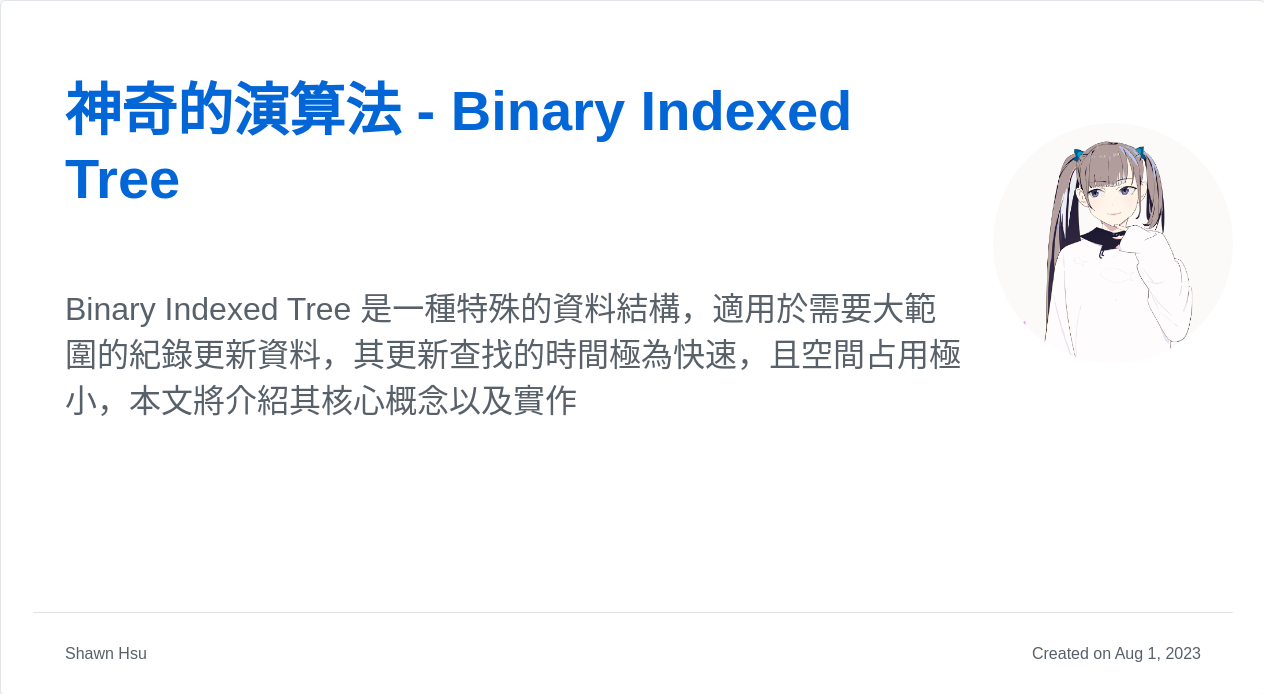 神奇的演算法 - Binary Indexed
Tree
Binary Indexed Tree 是一種特殊的資料結構，適用於需要大範
圍的紀錄更新資料，其更新查找的時間極為快速，且空間占用極
小，本文將介紹其核心概念以及實作
Shawn Hsu
Created on Aug 1, 2023